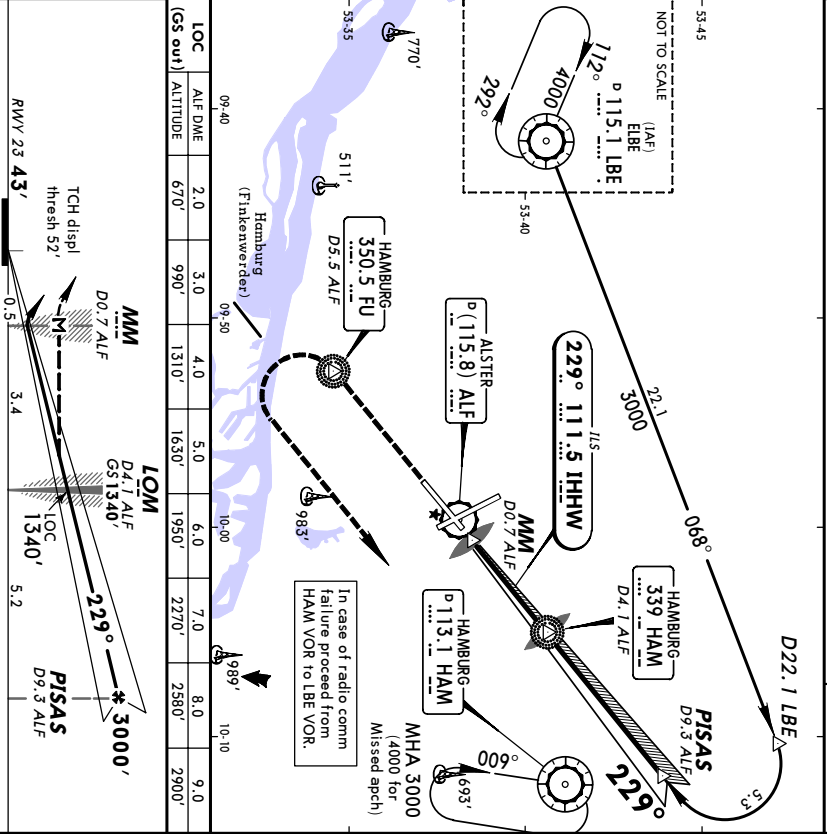 53-45
NOT TO SCALE
(IAF)
ELBE
D 115.1 LBE
112°
4000
292°
53-40
53-35
770'
22.1
3000
068°
D22.1 LBE
5.3
ILS
229° 111.5 IHHW
HAMBURG
339 HAM
D4.1 ALF
PISAS
D9.3 ALF
229°
ALSTER
D (115.8) ALF
MM
D0.7 ALF
HAMBURG
350.5 FU
D5.5 ALF
511'
Hamburg
(Finkenwerder)
983'
HAMBURG
D 113.1 HAM
009°
693'
MHA 3000
(4000 for
Missed apch)
In case of radio comm
failure proceed from
HAM VOR to LBE VOR.
989'
09-40
09-50
10-00
10-10
LOC
(GS out)
ALF DME
2.0
3.0
4.0
5.0
6.0
7.0
8.0
9.0
ALTITUDE
670'
990'
1310'
1630'
1950'
2270'
2580'
2900'
RWY 23 43'
TCH displ
thresh 52'
MM
D0.7 ALF
M
LOM
D4.1 ALF
GS 1340'
LOC
1340'
229°
3000'
PISAS
D9.3 ALF
0.5
3.4
5.2